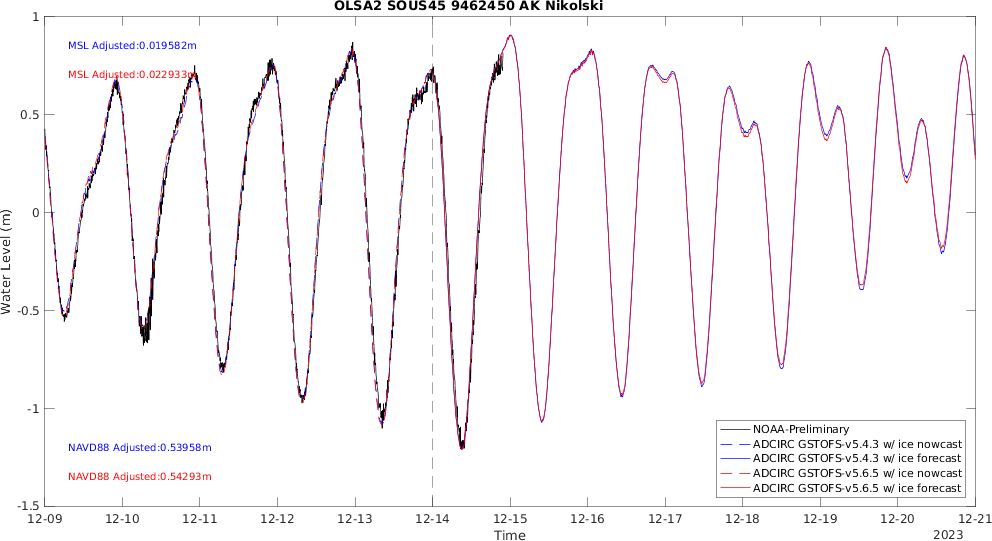 OLSA2 SOUS45 9462450 AK Nikolski
1
0.5
0
-0.5
-1
-1.5
Water Level (m)
MSL Adjusted:0.019582m
MSL Adjusted:0.022933m
NAVD88 Adjusted:0.53958m
NAVD88 Adjusted:0.54293m
NOAA-Preliminary
ADCIRC GSTOFS-v5.4.3 w/ ice nowcast
ADCIRC GSTOFS-v5.4.3 w/ ice forecast
ADCIRC GSTOFS-v5.6.5 w/ ice nowcast
ADCIRC GSTOFS-v5.6.5 w/ ice forecast
12-09 12-10 12-11 12-12 12-13 12-14 12-15 12-16 12-17 12-18 12-19 12-20 12-21
Time
2023